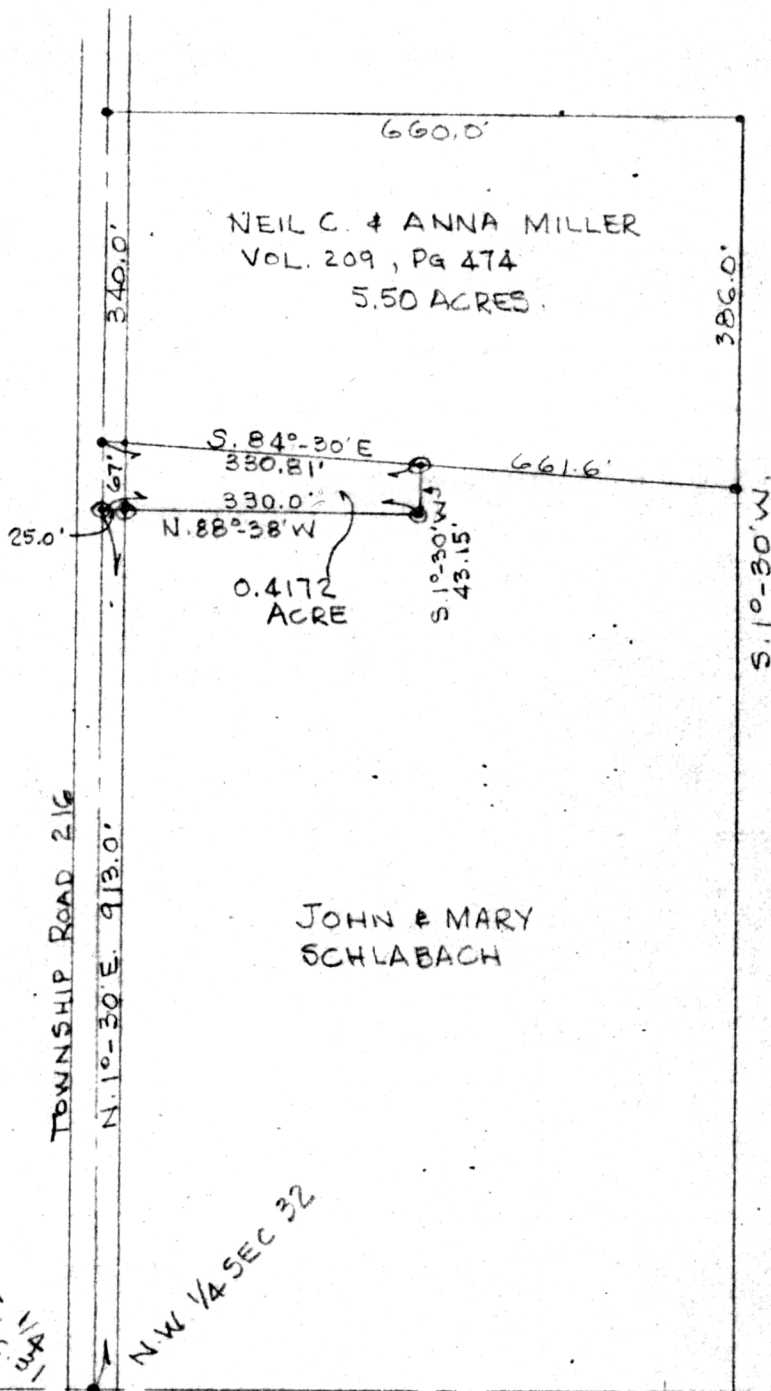 660.0'
NEIL C. & ANNA MILLER
VOL. 209, PG 474
5.50 ACRES.
340.0'
386.0'
S. 84°-30' E
330.81'
661.6'
67'
330.0'
N. 88°-38' W
25.0'
S. 1°-30' W
43.15'
0.4172
ACRE
S. 1°-30' W.
TOWNSHIP ROAD 216
N. 1°-30' E. 913.0'
JOHN & MARY
SCHLABACH
N.W. 1/4 SEC 32